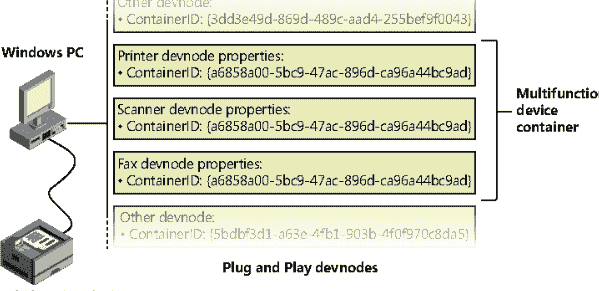 Other devnode:
• ContainerID: {3dd3e49d-869d-489c-aad4-255bef9f0043}
Windows PC
Printer devnode properties:
• ContainerID: {a6858a00-5bc9-47ac-896d-ca96a44bc9ad}
Scanner devnode properties:
• ContainerID: {a6858a00-5bc9-47ac-896d-ca96a44bc9ad}
Multifunction
device
container
Fax devnode properties:
• ContainerID: {a6858a00-5bc9-47ac-896d-ca96a44bc9ad}
Other devnode:
• ContainerID: {5bdbf3d1-a63e-4fb1-903b-4f0f970c8da5}
Plug and Play devnodes